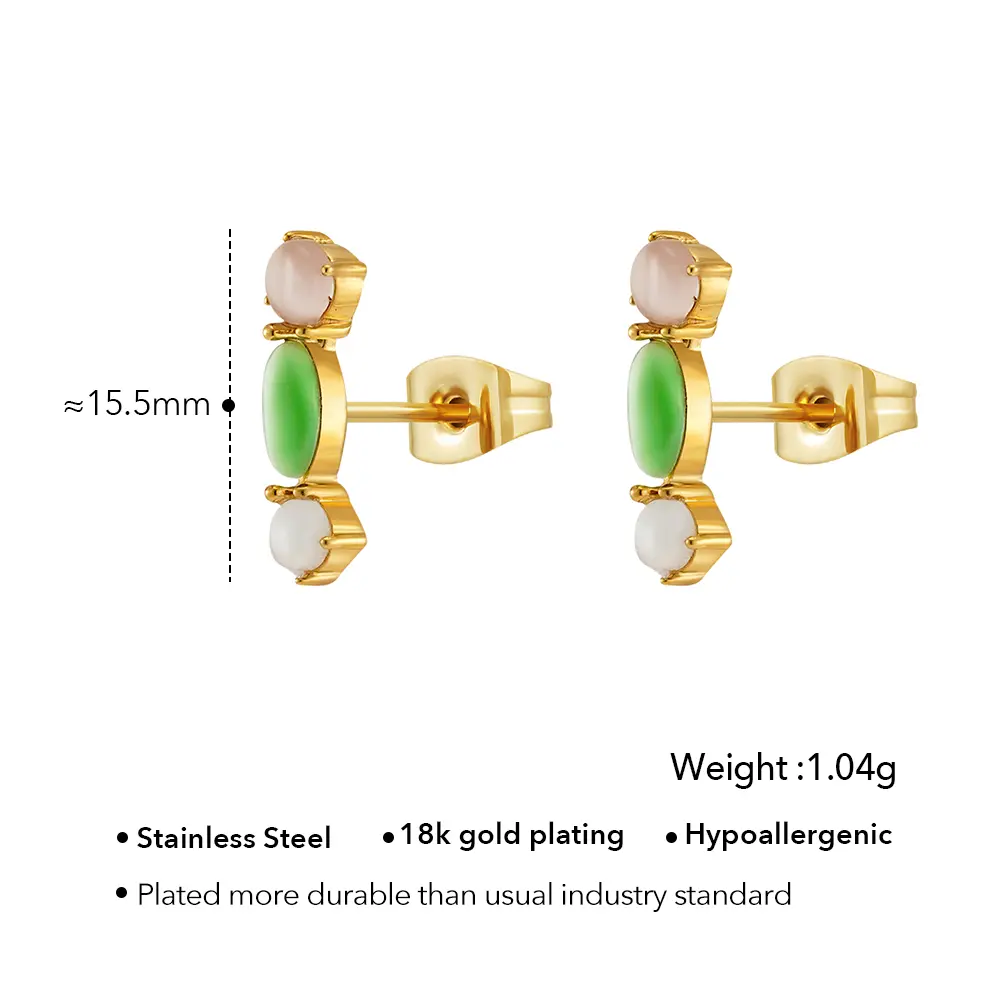 ≈15.5mm
Weight :1.04g
• Stainless Steel •18k gold plating • Hypoallergenic
• Plated more durable than usual industry standard